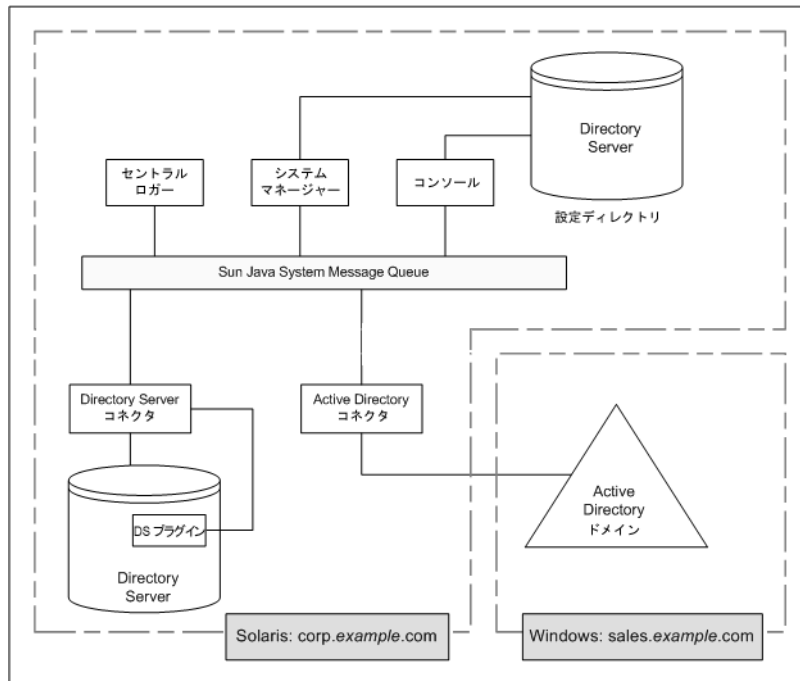 Directory
Server
設定ディレクトリ
セントラル
ロガー
システム
マネージャー
コンソール
Sun Java System Message Queue
Directory Server
コネクタ
Active Directory
コネクタ
DS プラグイン
Directory
Server
Active
Directory
ドメイン
Solaris: corp.example.com
Windows: sales.example.com